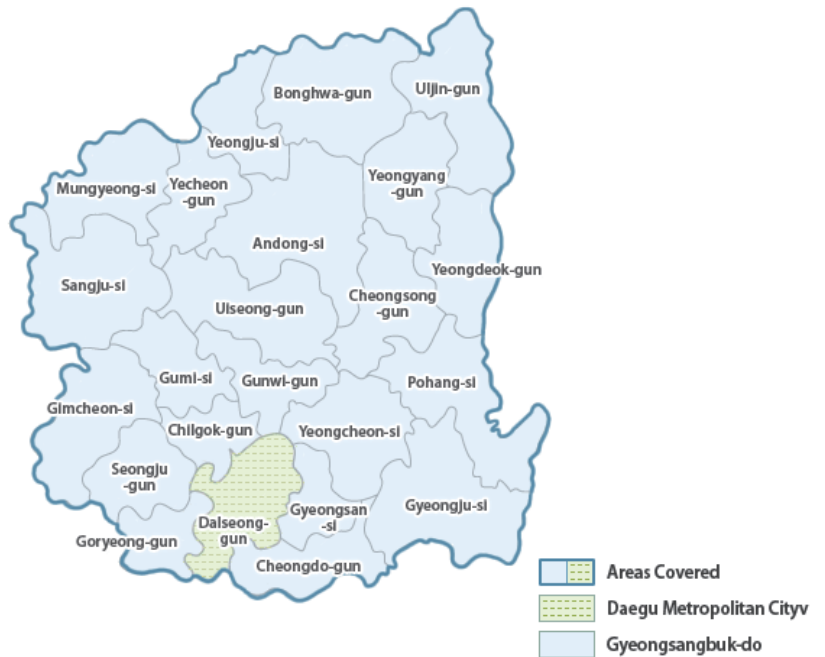 Uljin-gun
Bonghwa-gun
Yeongju-si
Yeongyang
-gun
Mungyeong-si
Yecheon
-gun
Andong-si
Yeongdeok-gun
Sangju-si
Cheongsong
-gun
Uiseong-gun
Gumi-si
Gunwi-gun
Pohang-si
Gimcheon-si
Chilgok-gun
Yeongcheon-si
Seongju
-gun
Gyeongju-si
Gyeongsan
-si
Dalseong-
gun
Goryeong-gun
Cheongdo-gun
Areas Covered
Daegu Metropolitan Cityv
Gyeongsangbuk-do